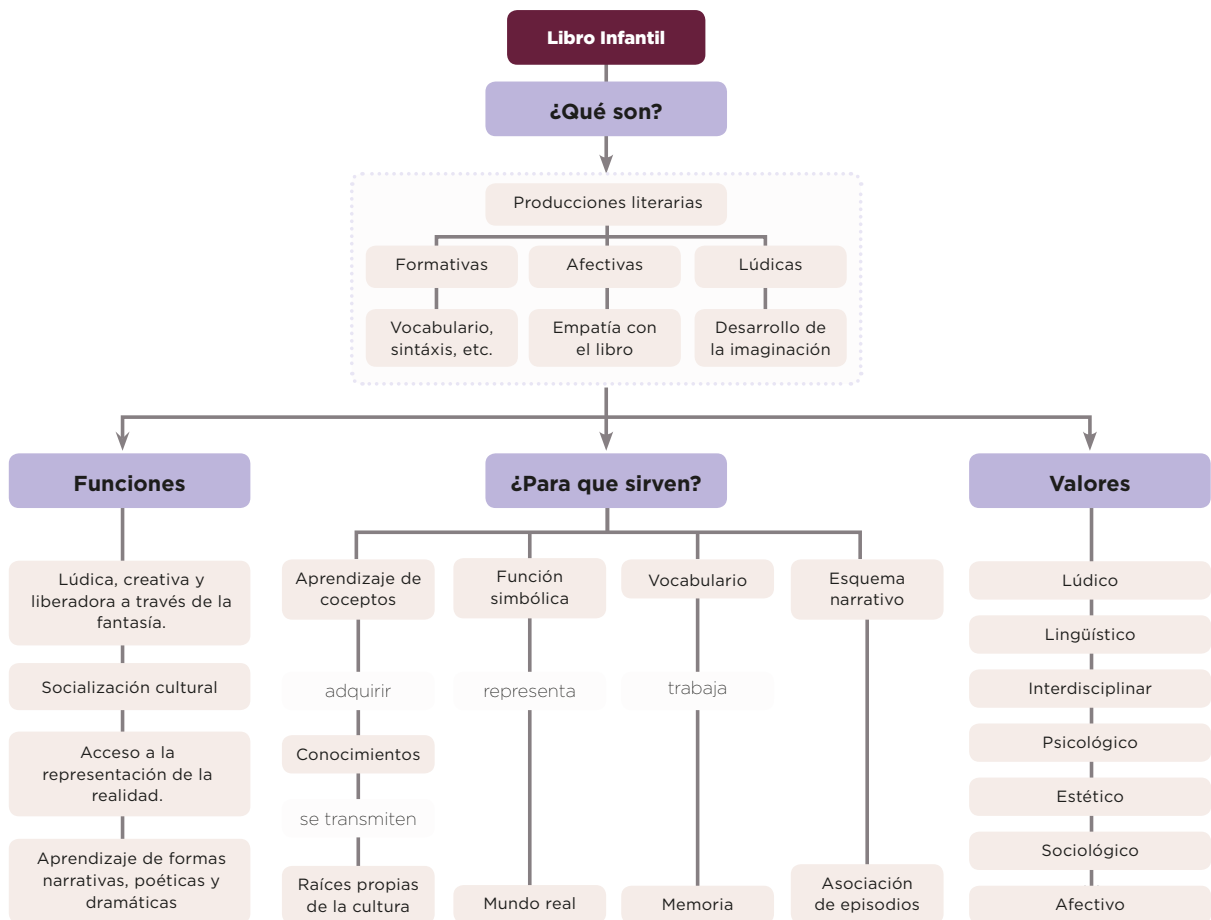 Libro Infantil
¿Qué son?
Producciones literarias
Formativas
Afectivas
Lúdicas
Vocabulario,
sintáxis, etc.
Empatía con
el libro
Desarrollo de
la imaginación
Funciones
¿Para que sirven?
Valores
Lúdica, creativa y
liberadora a través de la
fantasía.
Socialización cultural
Acceso a la
representación de la
realidad.
Aprendizaje de formas
narrativas, poéticas y
dramáticas
Aprendizaje de
coceptos
adquirir
Conocimientos
se transmiten
Raíces propias
de la cultura
Función
simbólica
representa
Mundo real
Vocabulario
trabaja
Memoria
Esquema
narrativo
Asociación
de episodios
Lúdico
Lingüístico
Interdisciplinar
Psicológico
Estético
Sociológico
Afectivo